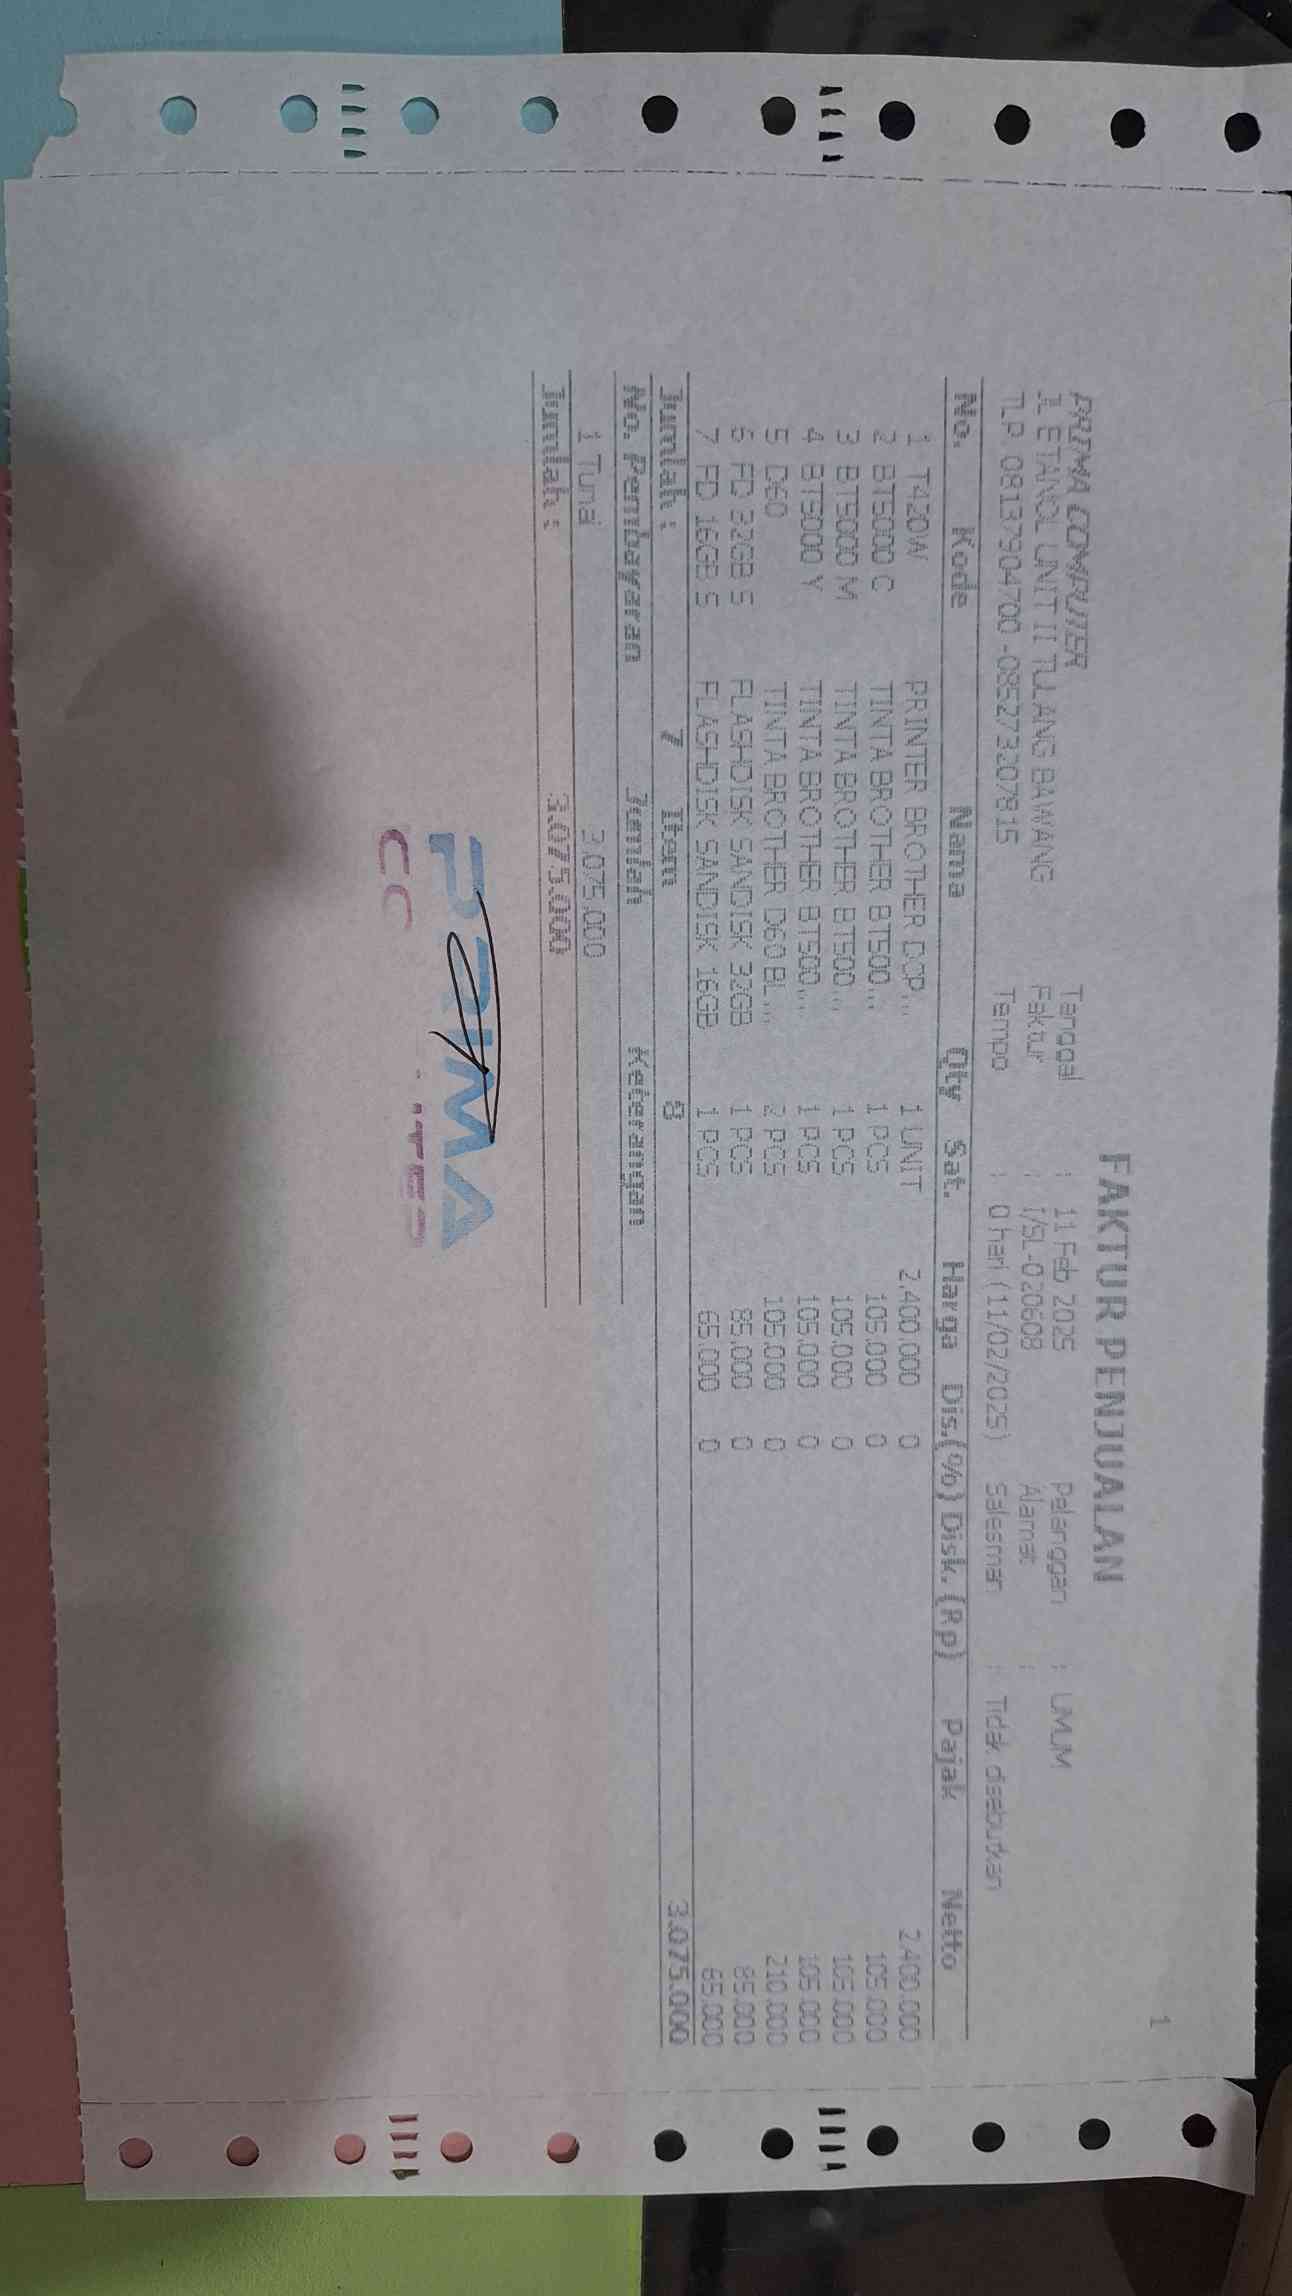 1
FAKTUR PENJUALAN
PRIMA COMPUTER
JL ETANOL UNIT II TULANG BAWANG
TLP 08137904700 -085273207815
Tanggal : 11 Feb 2025
Faktur : I/SL-020608
Tempo : 0 hari (11/02/2025)
Pelanggan : UMUM
Alamat :
Salesman : Tidak disebutkan
No. Kode Nama Qty Sat. Harga Dis.(%) Disk. (Rp) Pajak Netto
1 T420W PRINTER BROTHER DCP... 1 UNIT 2.400.000 0 2.400.000
2 BT5000 C TINTA BROTHER BT500... 1 PCS 105.000 0 105.000
3 BT5000 M TINTA BROTHER BT500... 1 PCS 105.000 0 105.000
4 BT5000 Y TINTA BROTHER BT500... 1 PCS 105.000 0 105.000
5 D60 TINTA BROTHER D60 BL... 2 PCS 105.000 0 210.000
6 FD 32GB S FLASHDISK SANDISK 32GB 1 PCS 85.000 0 85.000
7 FD 16GB S FLASHDISK SANDISK 16GB 1 PCS 65.000 0 65.000
Jumlah : 7 Item 8 3.075.000
No. Pembayaran Jumlah Keterangan
1 Tunai 3.075.000
Jumlah : 3.075.000
PRIMA